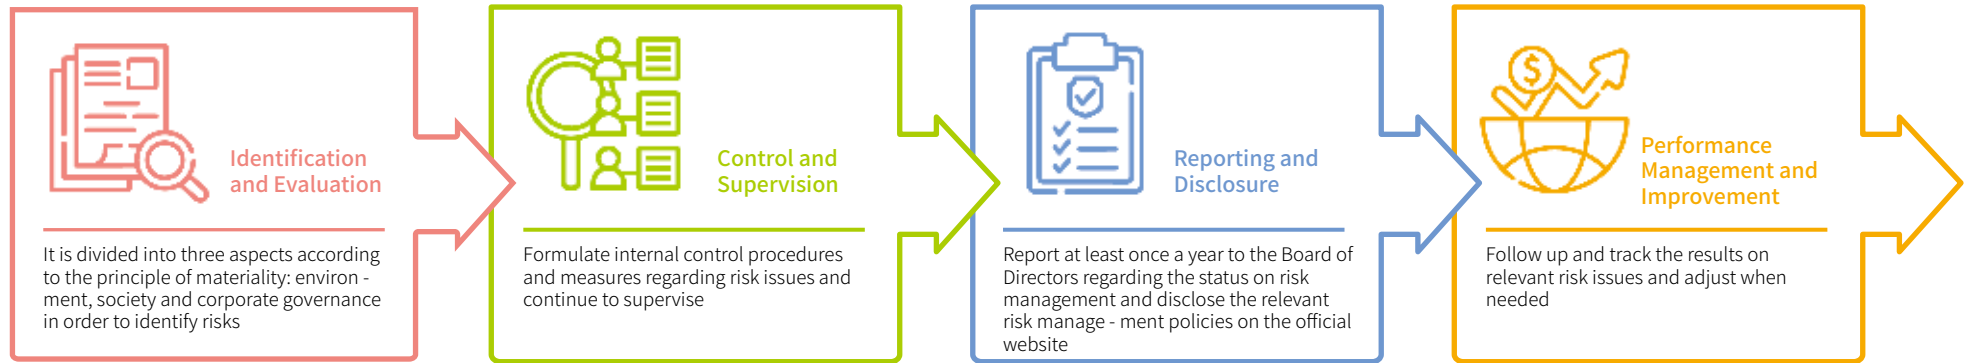 Identification
and Evaluation
It is divided into three aspects according
to the principle of materiality: environ -
ment, society and corporate governance
in order to identify risks
Control and
Supervision
Formulate internal control procedures
and measures regarding risk issues and
continue to supervise
Reporting and
Disclosure
Report at least once a year to the Board of
Directors regarding the status on risk
management and disclose the relevant
risk manage - ment policies on the official
website
$
Performance
Management and
Improvement
Follow up and track the results on
relevant risk issues and adjust when
needed